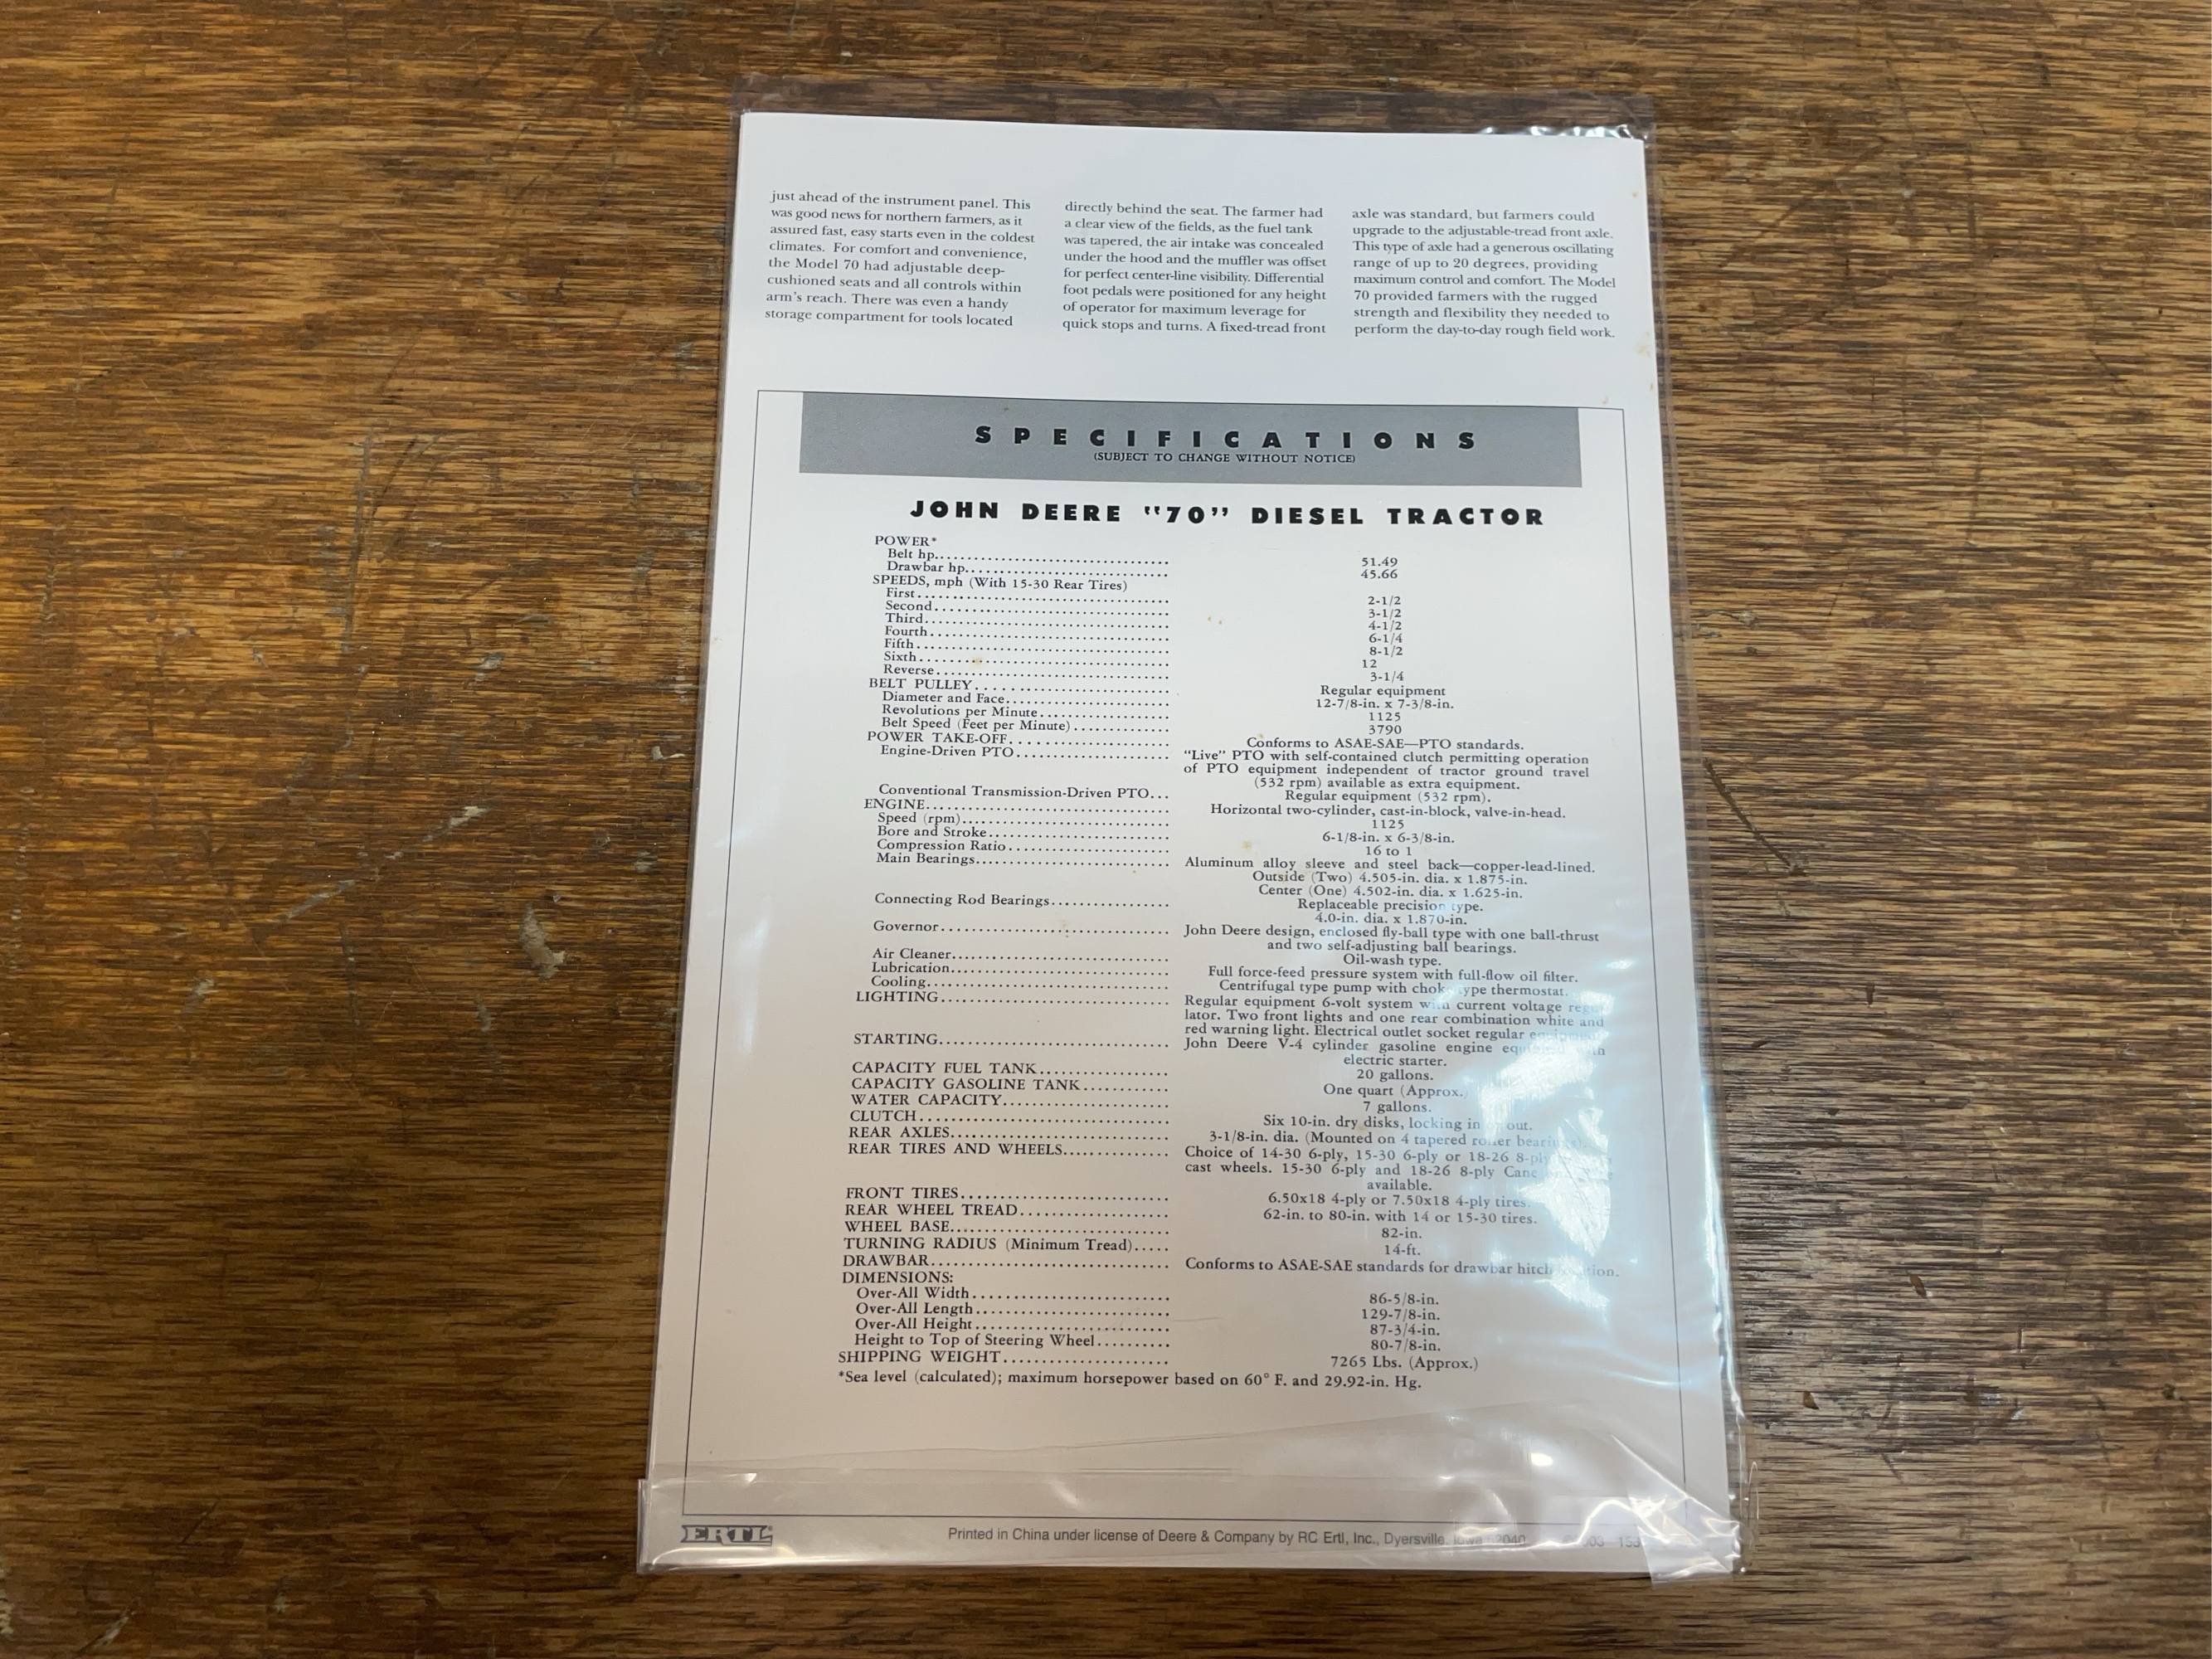 just ahead of the instrument panel. This
was good news for northern farmers, as it
assured fast, easy starts even in the coldest
climates. For comfort and convenience,
the Model 70 had adjustable deep-
cushioned seats and all controls within
arm's reach. There was even a handy
storage compartment for tools located
directly behind the seat. The farmer had
a clear view of the fields, as the fuel tank
was tapered, the air intake was concealed
under the hood and the muffler was offset
for perfect center-line visibility. Differential
foot pedals were positioned for any height
of operator for maximum leverage for
quick stops and turns. A fixed-tread front
axle was standard, but farmers could
upgrade to the adjustable-tread front axle.
This type of axle had a generous oscillating
range of up to 20 degrees, providing
maximum control and comfort. The Model
70 provided farmers with the rugged
strength and flexibility they needed to
perform the day-to-day rough field work.
SPECIFICATIONS
(SUBJECT TO CHANGE WITHOUT NOTICE)
JOHN DEERE "70" DIESEL TRACTOR
POWER*
Belt hp. 51.49
Drawbar hp. 45.66
SPEEDS, mph (With 15-30 Rear Tires)
First 2-1/2
Second 3-1/2
Third 4-1/2
Fourth 6-1/4
Fifth 8-1/2
Sixth 12
Reverse 3-1/4
BELT PULLEY Regular equipment
Diameter and Face 12-7/8-in. x 7-3/8-in.
Revolutions per Minute 1125
Belt Speed (Feet per Minute) 3790
POWER TAKE-OFF Conforms to ASAE-SAE—PTO standards.
Engine-Driven PTO "Live" PTO with self-contained clutch permitting operation
of PTO equipment independent of tractor ground travel
(532 rpm) available as extra equipment.
Conventional Transmission-Driven PTO... Regular equipment (532 rpm).
ENGINE Horizontal two-cylinder, cast-in-block, valve-in-head.
Speed (rpm) 1125
Bore and Stroke 6-1/8-in. x 6-3/8-in.
Compression Ratio 16 to 1
Main Bearings Aluminum alloy sleeve and steel back—copper-lead-lined.
Outside (Two) 4.505-in. dia. x 1.875-in.
Center (One) 4.502-in. dia. x 1.625-in.
Connecting Rod Bearings Replaceable precision type.
4.0-in. dia. x 1.870-in.
Governor John Deere design, enclosed fly-ball type with one ball-thrust
and two self-adjusting ball bearings.
Air Cleaner Oil-wash type.
Lubrication Full force-feed pressure system with full-flow oil filter.
Cooling Centrifugal type pump with choke type thermostat.
LIGHTING Regular equipment 6-volt system with current voltage regu-
lator. Two front lights and one rear combination white and
red warning light. Electrical outlet socket regular equipment.
STARTING John Deere V-4 cylinder gasoline engine
electric starter.
CAPACITY FUEL TANK 20 gallons.
CAPACITY GASOLINE TANK One quart (Approx.)
WATER CAPACITY 7 gallons.
CLUTCH Six 10-in. dry disks, locking in out.
REAR AXLES 3-1/8-in. dia. (Mounted on 4 tapered roller bearings).
REAR TIRES AND WHEELS Choice of 14-30 6-ply, 15-30 6-ply or 18-26 8-ply
cast wheels. 15-30 6-ply and 18-26 8-ply Cane
available.
FRONT TIRES 6.50x18 4-ply or 7.50x18 4-ply tires.
REAR WHEEL TREAD 62-in. to 80-in. with 14 or 15-30 tires.
WHEEL BASE 82-in.
TURNING RADIUS (Minimum Tread) 14-ft.
DRAWBAR Conforms to ASAE-SAE standards for drawbar hitch
DIMENSIONS:
Over-All Width 86-5/8-in.
Over-All Length 129-7/8-in.
Over-All Height 87-3/4-in.
Height to Top of Steering Wheel 80-7/8-in.
SHIPPING WEIGHT 7265 Lbs. (Approx.)
*Sea level (calculated); maximum horsepower based on 60° F. and 29.92-in. Hg.
ERTL Printed in China under license of Deere & Company by RC Ertl, Inc., Dyersville, Iowa 52040